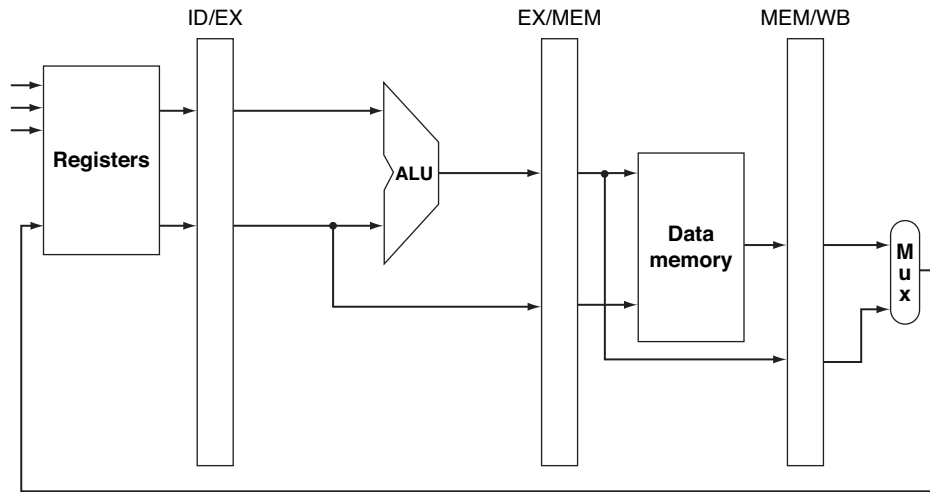 ID/EX
EX/MEM
MEM/WB
Registers
ALU
Data
memory
M
u
x